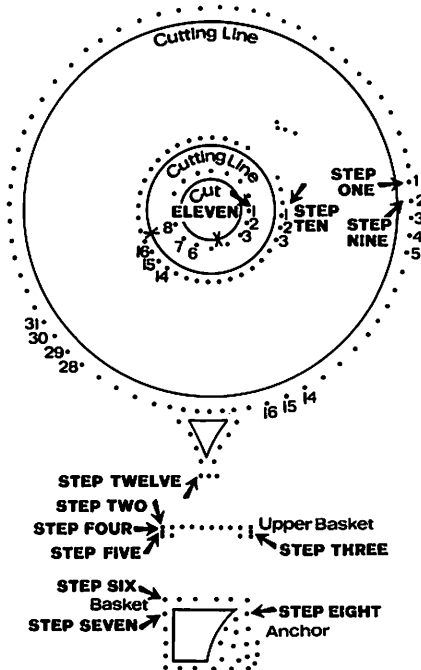 Cutting Line
Cutting Line
Cut
ELEVEN
STEP
ONE
1
2
STEP
NINE
3
4
5
1
STEP
TEN
2
3
1
2
3
8
7
6
16
15
14
31
30
29
28
16 15 14
STEP TWELVE
STEP TWO
STEP FOUR
Upper Basket
STEP FIVE
STEP THREE
STEP SIX
Basket
STEP EIGHT
STEP SEVEN
Anchor